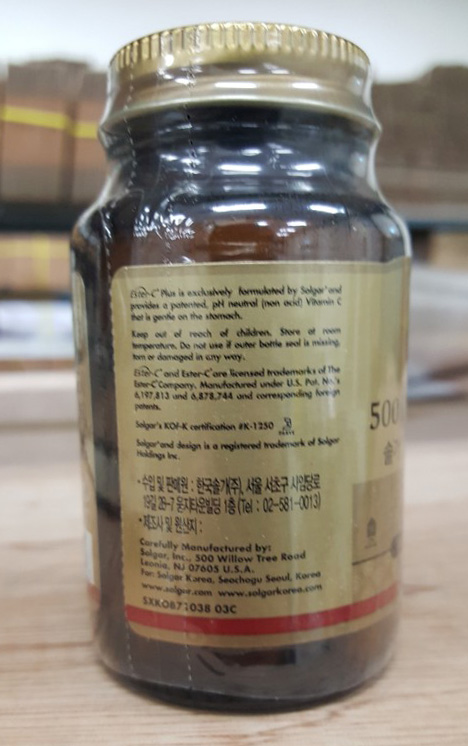 Ester-C® Plus is exclusively formulated by Solgar® and
provides a patented, pH neutral (non acid) Vitamin C
that is gentle on the stomach.
Keep out of reach of children. Store at room
temperature. Do not use if outer bottle seal is missing,
torn or damaged in any way.
Ester-C® and Ester-C® are licensed trademarks of The
Ester-C Company. Manufactured under U.S. Pat. No.'s
6,197,813 and 6,878,744 and corresponding foreign
patents.
Solgar's KOF-K certification #K-1250
Solgar® and design is a registered trademark of Solgar
Holdings Inc.
• 수입 및 판매원 : 한국솔가(주), 서울 서초구 사임당로
19길 28-7 웅지타운빌딩 1층 (Tel : 02-581-0013)
• 제조사 및 원산지 :
Carefully Manufactured by:
Solgar, Inc., 500 Willow Tree Road
Leonia, NJ 07605 U.S.A.
For: Solgar Korea, Seochogu Seoul, Korea
www.solgar.com www.solgarkorea.com
SXKOB71038 03C
500
솔